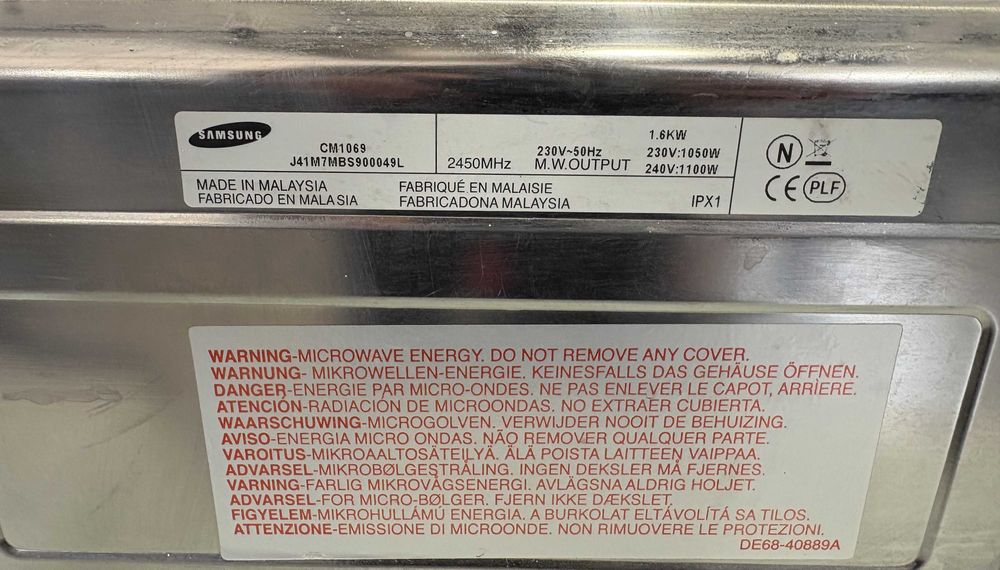 SAMSUNG
CM1069
J41M7MBS900049L
2450MHz
230V~50Hz
M.W.OUTPUT
1.6KW
230V:1050W
240V:1100W
N
CE PLF
MADE IN MALAYSIA
FABRICADO EN MALASIA
FABRIQUÉ EN MALAISIE
FABRICADONA MALAYSIA
IPX1
WARNING-MICROWAVE ENERGY. DO NOT REMOVE ANY COVER.
WARNUNG- MIKROWELLEN-ENERGIE. KEINESFALLS DAS GEHÄUSE ÖFFNEN.
DANGER-ENERGIE PAR MICRO-ONDES. NE PAS ENLEVER LE CAPOT, ARRIERE.
ATENCIÓN-RADIACIÓN DE MICROONDAS. NO EXTRAER CUBIERTA.
WAARSCHUWING-MICROGOLVEN. VERWIJDER NOOIT DE BEHUIZING.
AVISO-ENERGIA MICRO ONDAS. NÃO REMOVER QUALQUER PARTE.
VAROITUS-MIKROAALTOSÄTEILYÄ. ÄLÄ POISTA LAITTEEN VAIPPAA.
ADVARSEL-MIKROBØLGESTRÅLING. INGEN DEKSLER MÅ FJERNES.
VARNING-FARLIG MIKROVÅGSENERGI. AVLÄGSNA ALDRIG HOLJET.
ADVARSEL-FOR MICRO-BØLGER. FJERN IKKE DÆKSLET.
FIGYELEM-MIKROHULLÁMÚ ENERGIA. A BURKOLAT ELTÁVOLÍTÁ SA TILOS.
ATTENZIONE-EMISSIONE DI MICROONDE. NON RIMUOVERE LE PROTEZIONI.
DE68-40889A